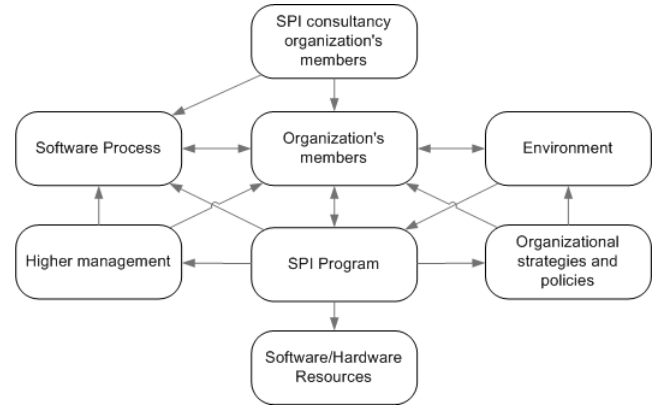 SPI consultancy
organization's
members
Software Process
Organization's
members
Environment
Higher management
SPI Program
Organizational
strategies and
policies
Software/Hardware
Resources